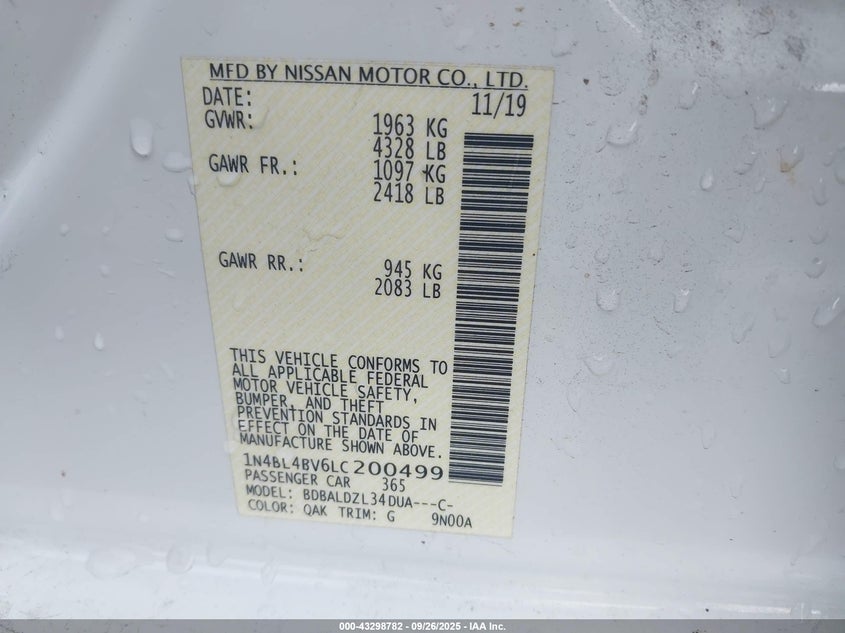 MFD BY NISSAN MOTOR CO., LTD.
DATE: 11/19
GVWR: 1963 KG
4328 LB
GAWR FR.: 1097 KG
2418 LB
GAWR RR.: 945 KG
2083 LB
THIS VEHICLE CONFORMS TO
ALL APPLICABLE FEDERAL
MOTOR VEHICLE SAFETY,
BUMPER, AND THEFT
PREVENTION STANDARDS IN
EFFECT ON THE DATE OF
MANUFACTURE SHOWN ABOVE.
1N4BL4BV6LC200499
PASSENGER CAR 365
MODEL: BDBALDZL34DUA---C-
COLOR: QAK TRIM: G 9N00A
000-43298782 - 09/26/2025 - IAA Inc.